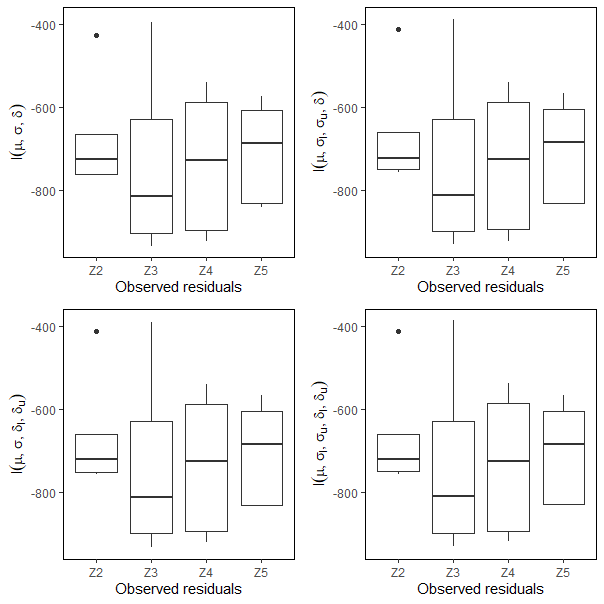 l(μ, σ, δ)
-400
-600
-800
Z2 Z3 Z4 Z5
Observed residuals
l(μ, σₗ, σᵤ, δ)
-400
-600
-800
Z2 Z3 Z4 Z5
Observed residuals
l(μ, σ, δₗ, δᵤ)
-400
-600
-800
Z2 Z3 Z4 Z5
Observed residuals
l(μ, σₗ, σᵤ, δₗ, δᵤ)
-400
-600
-800
Z2 Z3 Z4 Z5
Observed residuals